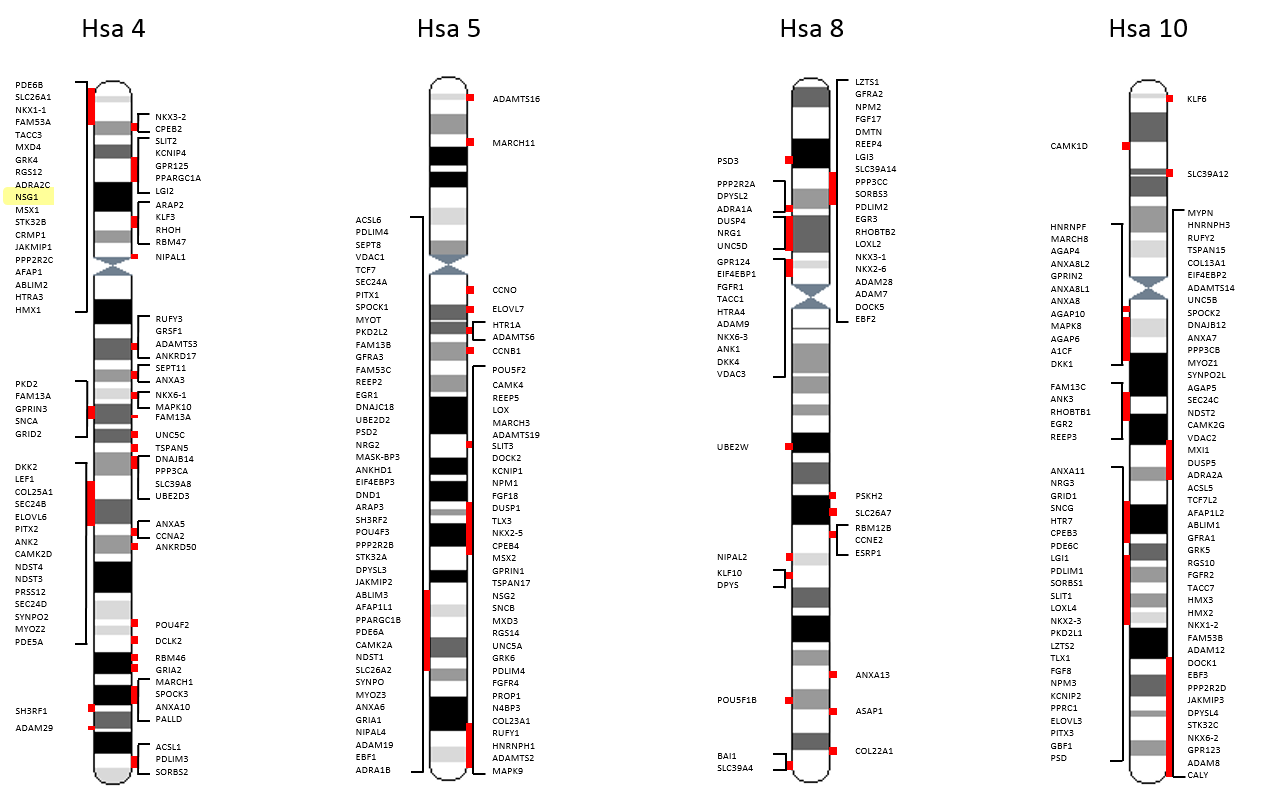 Hsa 4
PDE6B
SLC26A1
NKX1-1
FAM53A
TACC3
MXD4
GRK4
RGS12
ADRA2C
NSG1
MSX1
STK32B
CRMP1
JAKMIP1
PPP2R2C
AFAP1
ABLIM2
HTRA3
HMX1
PKD2
FAM13A
GPRIN3
SNCA
GRID2
DKK2
LEF1
COL25A1
SEC24B
ELOVL6
PITX2
ANK2
CAMK2D
NDST4
NDST3
PRSS12
SEC24D
SYNPO2
MYOZ2
PDE5A
SH3RF1
ADAM29
NKX3-2
CPEB2
SLIT2
KCNIP4
GPR125
PPARGC1A
LGI2
ARAP2
KLF3
RHOH
RBM47
NIPAL1
RUFY3
GRSF1
ADAMTS3
ANKRD17
SEPT11
ANXA3
NKX6-1
MAPK10
FAM13A
UNC5C
TSPAN5
DNAJB14
PPP3CA
SLC39A8
UBE2D3
ANXA5
CCNA2
ANKRD50
POU4F2
DCLK2
RBM46
GRIA2
MARCH1
SPOCK3
ANXA10
PALLD
ACSL1
PDLIM3
SORBS2
Hsa 5
ACSL6
PDLIM4
SEPT8
VDAC1
TCF7
SEC24A
PITX1
SPOCK1
MYOT
PKD2L2
FAM13B
GFRA3
FAM53C
REEP2
EGR1
DNAJC18
UBE2D2
PSD2
NRG2
MASK-BP3
ANKHD1
EIF4EBP3
DND1
ARAP3
SH3RF2
POU4F3
PPP2R2B
STK32A
DPYSL3
JAKMIP2
ABLIM3
AFAP1L1
PPARGC1B
PDE6A
CAMK2A
NDST1
SLC26A2
SYNPO
MYOZ3
ANXA6
GRIA1
NIPAL4
ADAM19
EBF1
ADRA1B
ADAMTS16
MARCH11
CCNO
ELOVL7
HTR1A
ADAMTS6
CCNB1
POU5F2
CAMK4
REEP5
LOX
MARCH3
ADAMTS19
SLIT3
DOCK2
KCNIP1
NPM1
FGF18
DUSP1
TLX3
NKX2-5
CPEB4
MSX2
GPRIN1
TSPAN17
NSG2
SNCB
MXD3
RGS14
UNC5A
GRK6
PDLIM4
FGFR4
PROP1
N4BP3
COL23A1
RUFY1
HNRNPH1
ADAMTS2
MAPK9
Hsa 8
PSD3
PPP2R2A
DPYSL2
ADRA1A
DUSP4
NRG1
UNC5D
GPR124
EIF4EBP1
FGFR1
TACC1
HTRA4
ADAM9
NKX6-3
ANK1
DKK4
VDAC3
UBE2W
NIPAL2
KLF10
DPYS
POU5F1B
BAI1
SLC39A4
LZTS1
GFRA2
NPM2
FGF17
DMTN
REEP4
LGI3
SLC39A14
PPP3CC
SORBS3
PDLIM2
EGR3
RHOBTB2
LOXL2
NKX3-1
NKX2-6
ADAM28
ADAM7
DOCK5
EBF2
PSKH2
SLC26A7
RBM12B
CCNE2
ESRP1
ANXA13
ASAP1
COL22A1
Hsa 10
CAMK1D
HNRNPF
MARCH8
AGAP4
ANXA8L2
GPRIN2
ANXA8L1
ANXA8
AGAP10
MAPK8
AGAP6
A1CF
DKK1
FAM13C
ANK3
RHOBTB1
EGR2
REEP3
ANXA11
NRG3
GRID1
SNCG
HTR7
CPEB3
PDE6C
LGI1
PDLIM1
SORBS1
SLIT1
LOXL4
NKX2-3
PKD2L1
LZTS2
TLX1
FGF8
NPM3
KCNIP2
PPRC1
ELOVL3
PITX3
GBF1
PSD
KLF6
SLC39A12
MYPN
HNRNPH3
RUFY2
TSPAN15
COL13A1
EIF4EBP2
ADAMTS14
UNC5B
SPOCK2
DNAJB12
ANXA7
PPP3CB
MYOZ1
SYNPO2L
AGAP5
SEC24C
NDST2
CAMK2G
VDAC2
MXI1
DUSP5
ADRA2A
ACSL5
TCF7L2
AFAP1L2
ABLIM1
GFRA1
GRK5
RGS10
FGFR2
TACC7
HMX3
HMX2
NKX1-2
FAM53B
ADAM12
DOCK1
EBF3
PPP2R2D
JAKMIP3
DPYSL4
STK32C
NKX6-2
GPR123
ADAM8
CALY